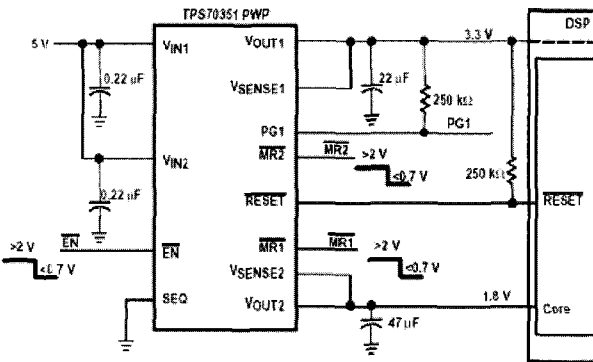 TPS70351 PWP
DSP
5 V
VIN1
VOUT1
3.3 V
0.22 µF
VSENSE1
22 µF
250 kΩ
PG1
PG1
VIN2
MR2
MR2
>2 V
<0.7 V
250 kΩ
0.22 µF
RESET
RESET
>2 V
EN
EN
<0.7 V
MR1
MR1
>2 V
<0.7 V
VSENSE2
SEQ
VOUT2
1.8 V
Core
47 µF